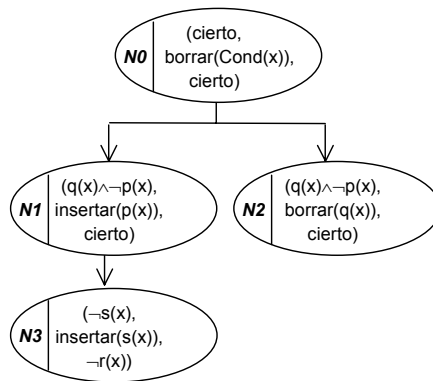 N0
(cierto,
borrar(Cond(x)),
cierto)
N1
(q(x)∧¬p(x),
insertar(p(x)),
cierto)
N2
(q(x)∧¬p(x),
borrar(q(x)),
cierto)
N3
(¬s(x),
insertar(s(x)),
¬r(x))